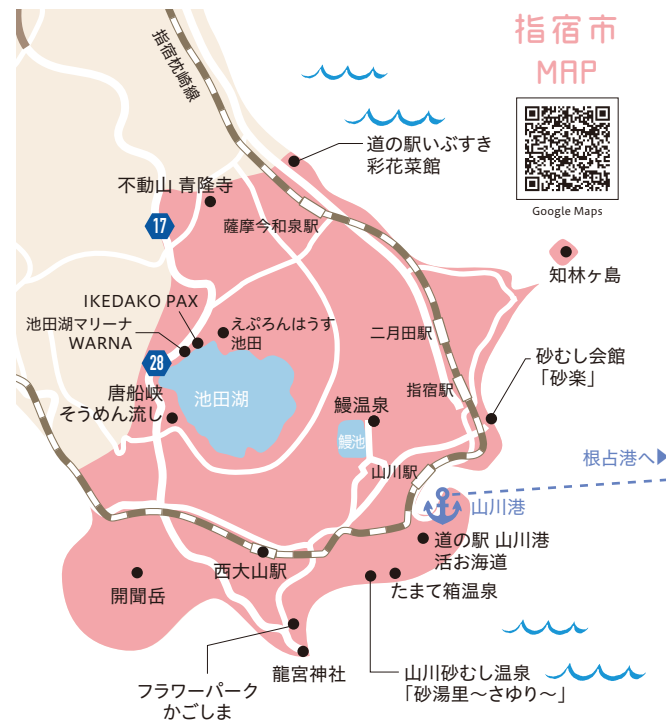 指宿市
MAP
Google Maps
指宿枕崎線
道の駅いぶすき
彩花菜館
不動山 青隆寺
17
薩摩今和泉駅
知林ヶ島
IKEDAKO PAX
池田湖マリーナ
WARNA
えぷろんはうす
池田
二月田駅
28
砂むし会館
「砂楽」
唐船峡
そうめん流し
池田湖
指宿駅
鰻温泉
鰻池
山川駅
根占港へ
山川港
道の駅 山川港
活お海道
西大山駅
開聞岳
たまて箱温泉
龍宮神社
山川砂むし温泉
「砂湯里～さゆり～」
フラワーパーク
かごしま